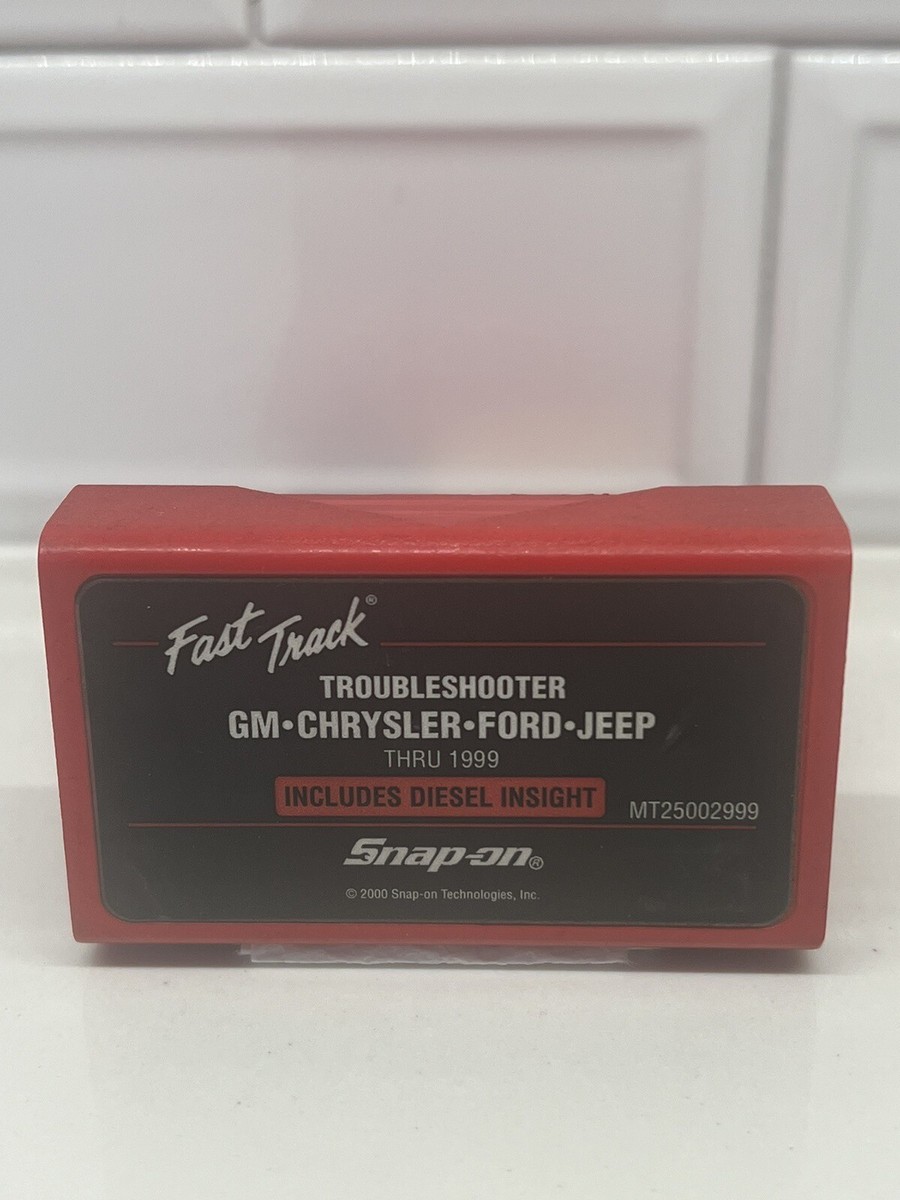 Fast Track®
TROUBLESHOOTER
GM•CHRYSLER•FORD•JEEP
THRU 1999
INCLUDES DIESEL INSIGHT
MT25002999
Snap-on®
© 2000 Snap-on Technologies, Inc.